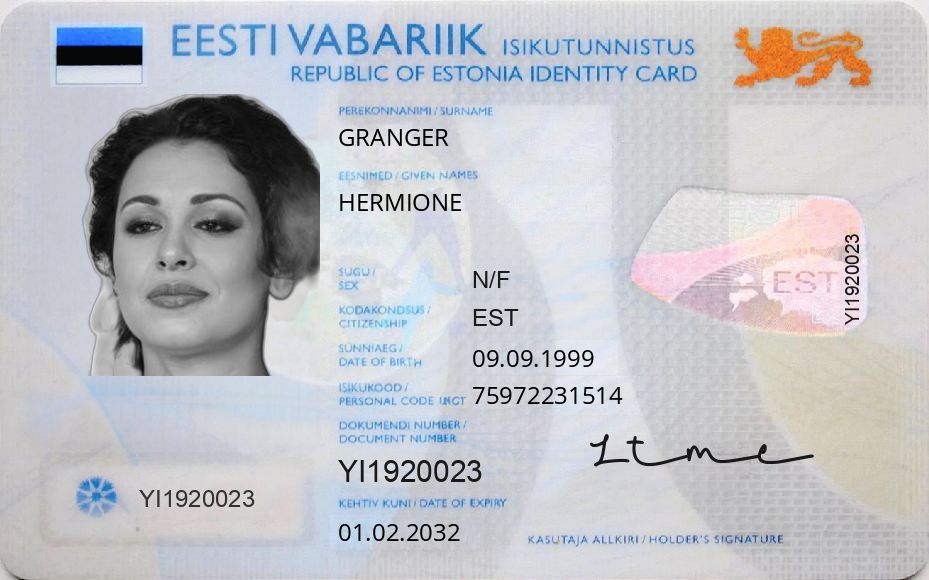 EESTI VABARIIK ISIKUTUNNISTUS
REPUBLIC OF ESTONIA IDENTITY CARD
PEREKONNANIMI / SURNAME
GRANGER
EESNIMED / GIVEN NAMES
HERMIONE
SUGU /
SEX
N/F
KODAKONDSUS /
CITIZENSHIP
EST
SÜNNIAEG /
DATE OF BIRTH
09.09.1999
ISIKUKOOD /
PERSONAL CODE
75972231514
DOKUMENDI NUMBER /
DOCUMENT NUMBER
YI1920023
KEHTIV KUNI / DATE OF EXPIRY
01.02.2032
YI1920023
EST
YI1920023
KASUTAJA ALLKIRI / HOLDER'S SIGNATURE